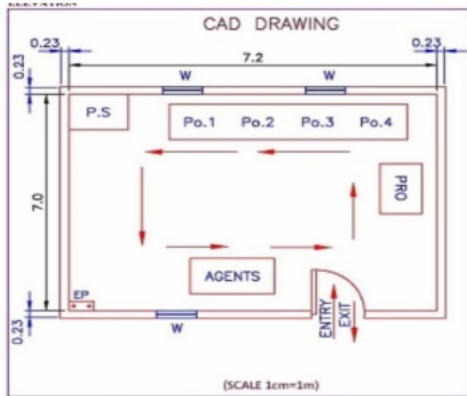 ELEVATION
CAD DRAWING
0.23
7.2
0.23
0.23
W
W
P.S
Po.1 Po.2 Po.3 Po.4
7.0
PRO
AGENTS
EP
0.23
W
ENTRY
EXIT
(SCALE 1cm=1m)